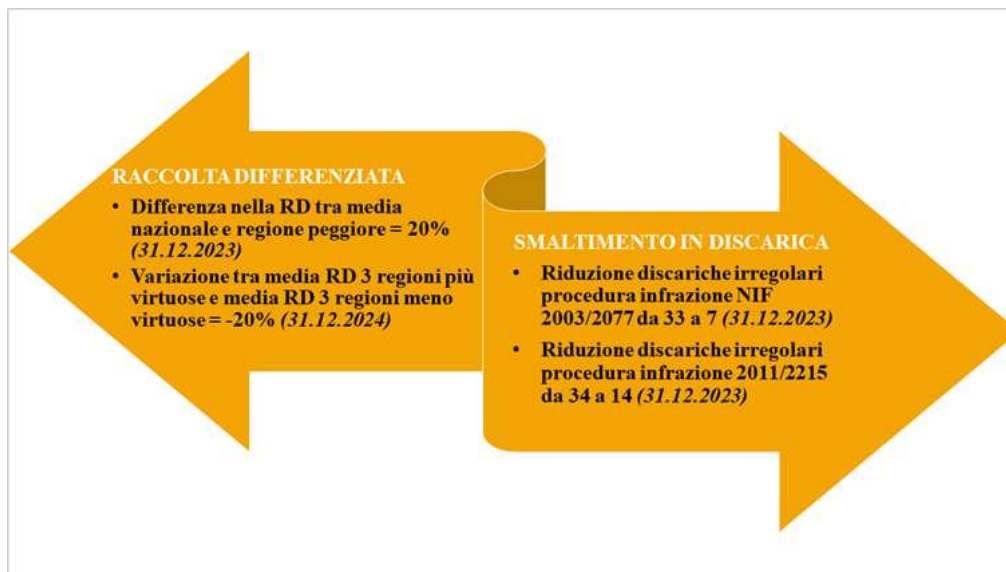 RACCOLTA DIFFERENZIATA
• Differenza nella RD tra media
nazionale e regione peggiore = 20%
(31.12.2023)
• Variazione tra media RD 3 regioni più
virtuose e media RD 3 regioni meno
virtuose = -20% (31.12.2024)
SMALTIMENTO IN DISCARICA
• Riduzione discariche irregolari
procedura infrazione NIF
2003/2077 da 33 a 7 (31.12.2023)
• Riduzione discariche irregolari
procedura infrazione 2011/2215
da 34 a 14 (31.12.2023)